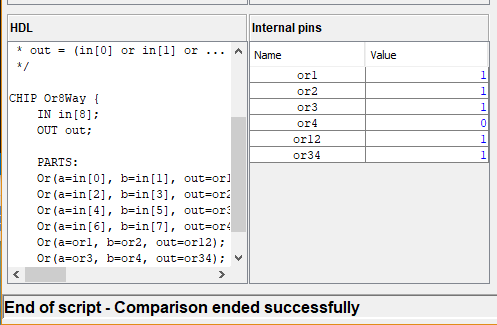 HDL
* out = (in[0] or in[1] or ...
*/
CHIP Or8Way {
IN in[8];
OUT out;
PARTS:
Or(a=in[0], b=in[1], out=or1
Or(a=in[2], b=in[3], out=or2
Or(a=in[4], b=in[5], out=or3
Or(a=in[6], b=in[7], out=or4
Or(a=or1, b=or2, out=or12);
Or(a=or3, b=or4, out=or34);
Internal pins
Name Value
or1 1
or2 1
or3 1
or4 0
or12 1
or34 1
End of script - Comparison ended successfully